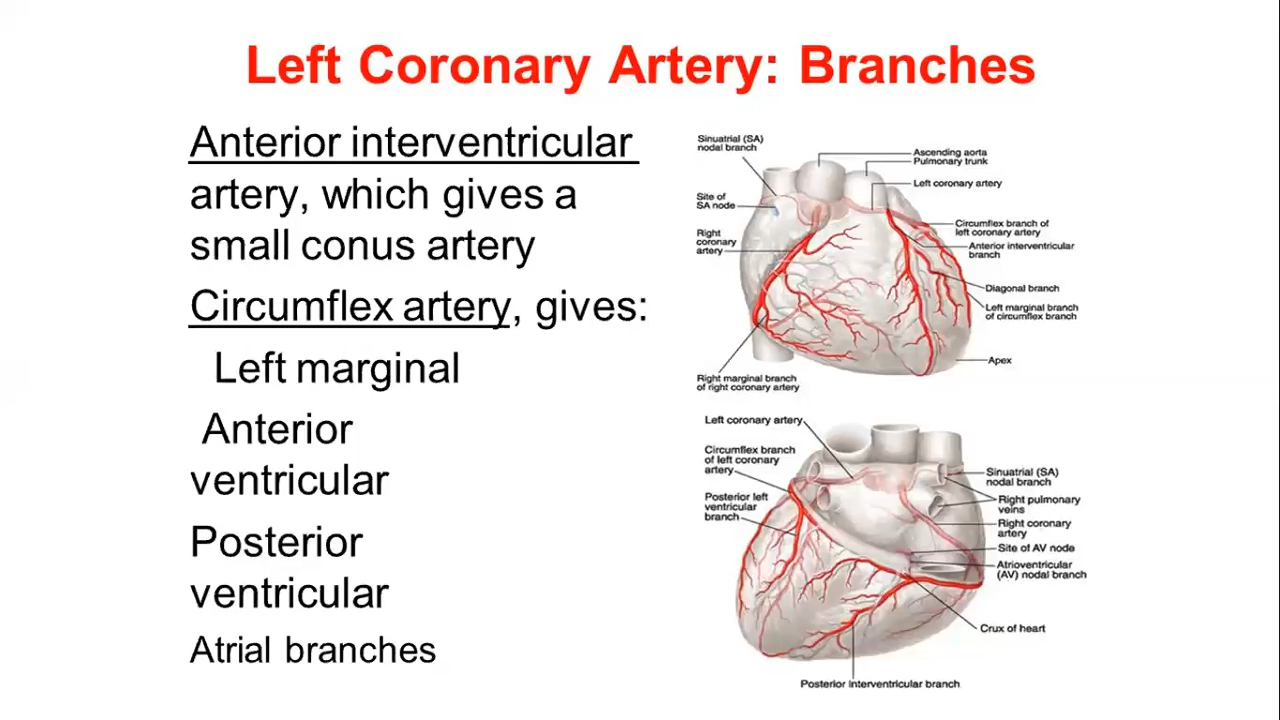 Left Coronary Artery: Branches
Anterior interventricular
artery, which gives a
small conus artery
Circumflex artery, gives:
Left marginal
Anterior
ventricular
Posterior
ventricular
Atrial branches
Sinuatrial (SA)
nodal branch
Ascending aorta
Pulmonary trunk
Left coronary artery
Site of
SA node
Circumflex branch of
left coronary artery
Right
coronary
artery
Anterior interventricular
branch
Diagonal branch
Left marginal branch
of circumflex branch
Apex
Right marginal branch
of right coronary artery
Left coronary artery
Circumflex branch
of left coronary
artery
Sinuatrial (SA)
nodal branch
Posterior left
ventricular
branch
Right pulmonary
veins
Right coronary
artery
Site of AV node
Atrioventricular
(AV) nodal branch
Crux of heart
Posterior interventricular branch